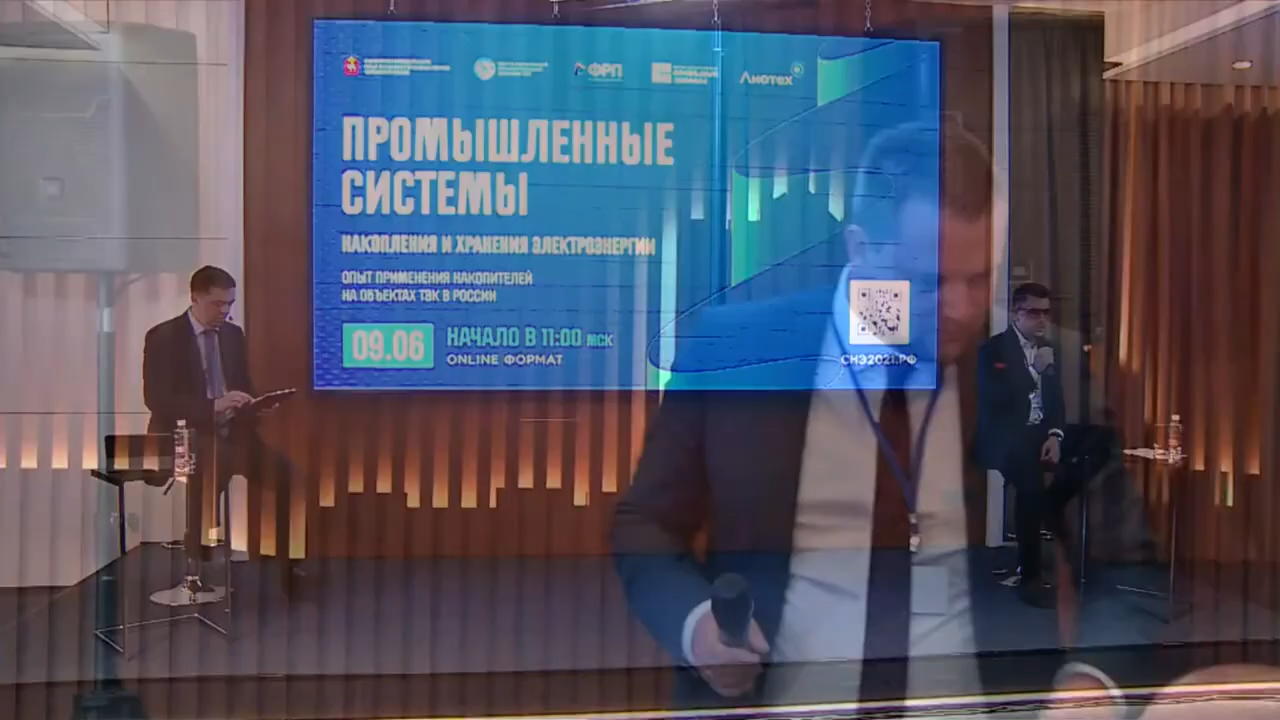 ФРП
Лиотех
ПРОМЫШЛЕННЫЕ
СИСТЕМЫ
НАКОПЛЕНИЯ И ХРАНЕНИЯ ЭЛЕКТРОЭНЕРГИИ
ОПЫТ ПРИМЕНЕНИЯ НАКОПИТЕЛЕЙ
НА ОБЪЕКТАХ ТЭК В РОССИИ
09.06
НАЧАЛО В 11:00 МСК
ONLINE ФОРМАТ
СНЭ2021.РФ